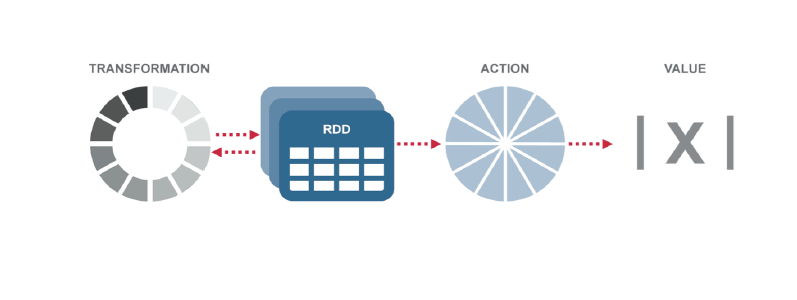 TRANSFORMATION
RDD
ACTION
VALUE
| X |